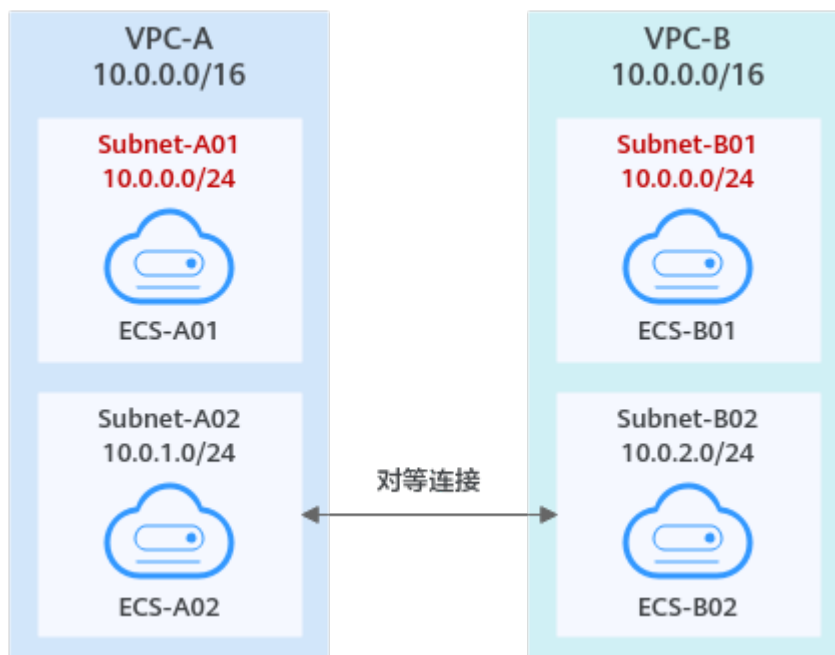 VPC-A
10.0.0.0/16
Subnet-A01
10.0.0.0/24
ECS-A01
Subnet-A02
10.0.1.0/24
ECS-A02
对等连接
VPC-B
10.0.0.0/16
Subnet-B01
10.0.0.0/24
ECS-B01
Subnet-B02
10.0.2.0/24
ECS-B02